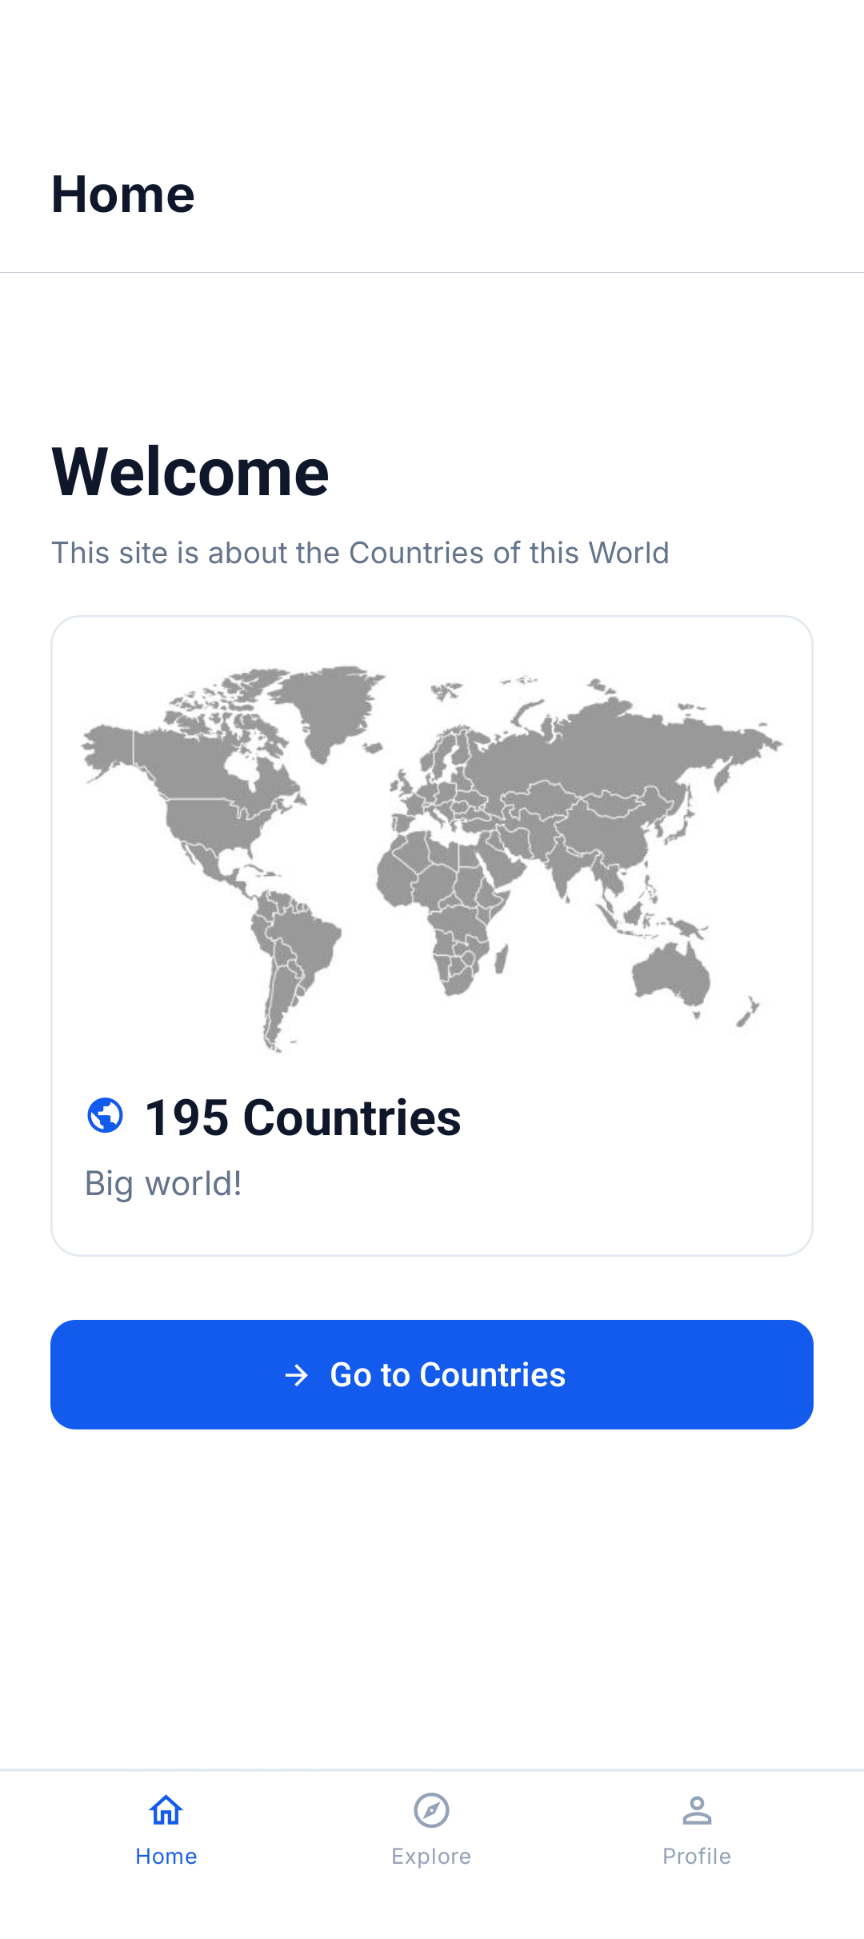 Home
Welcome
This site is about the Countries of this World
195 Countries
Big world!
Go to Countries
Home
Explore
Profile